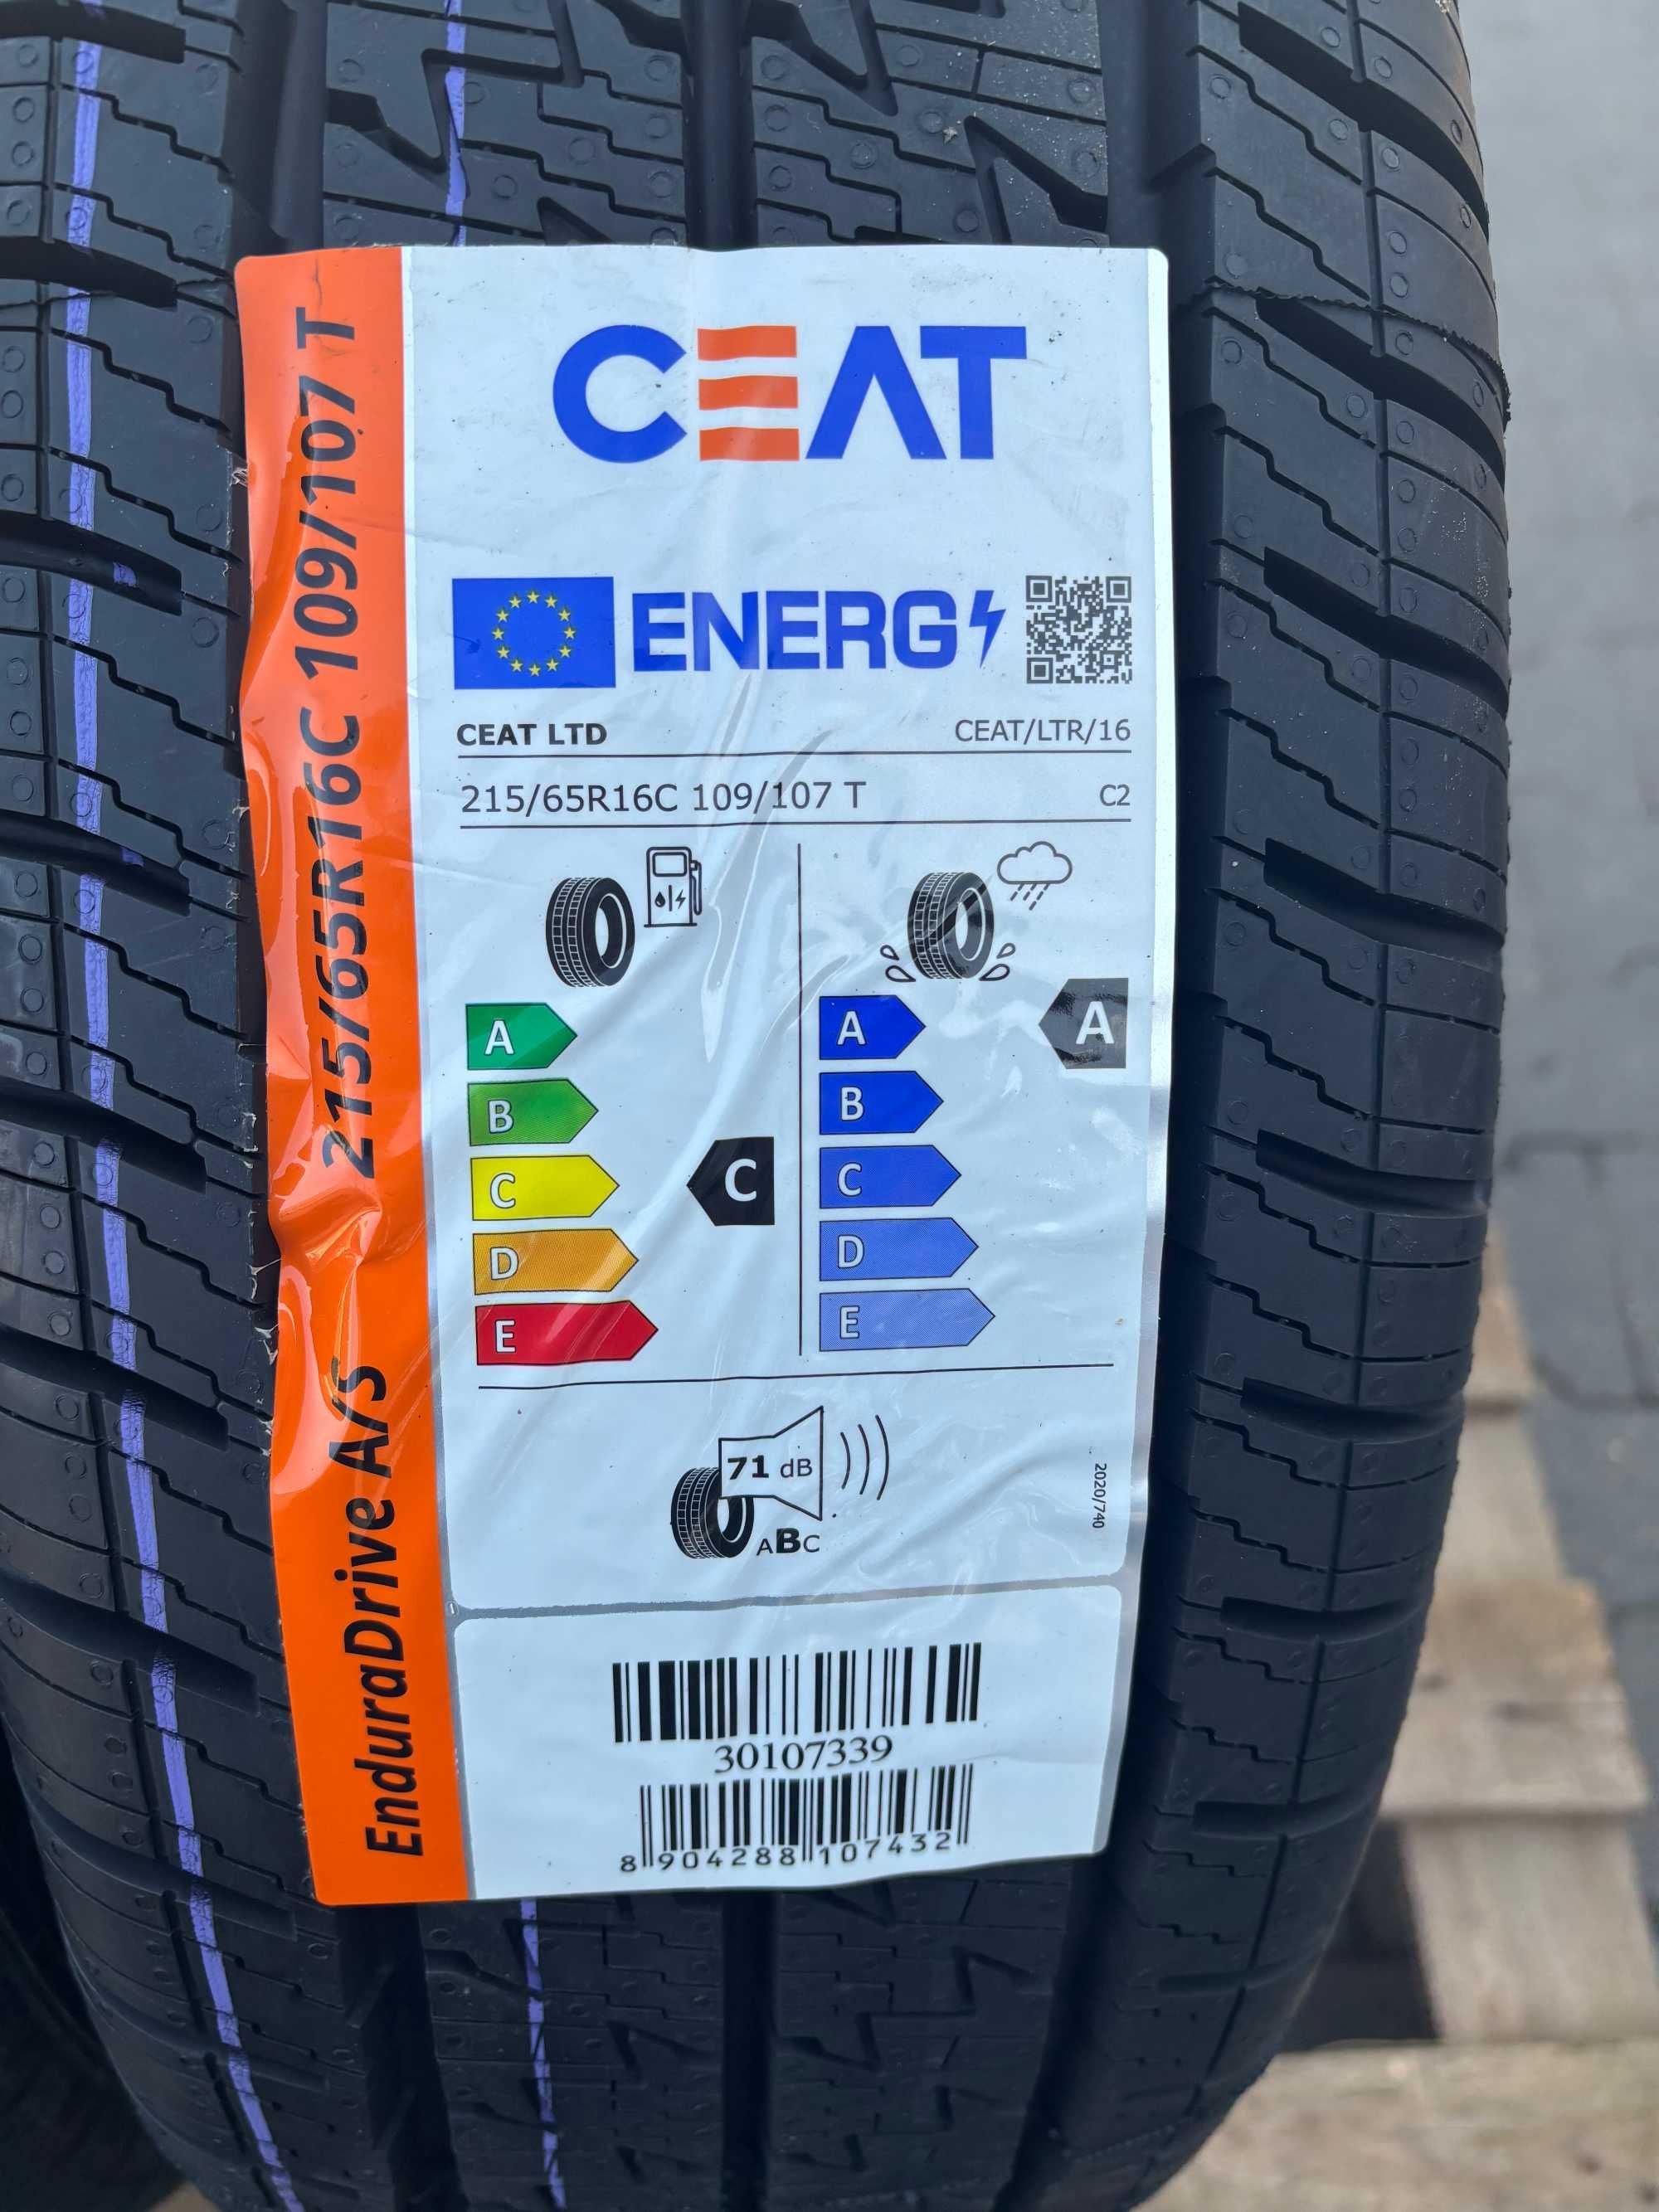 EnduraDrive A/S 215/65R16C 109/107 T
CEAT
ENERG
CEAT LTD CEAT/LTR/16
215/65R16C 109/107 T C2
A A A
B B
C C C
D D
E E
71 dB
ABC
2020/740
30107339
8 904288 107432